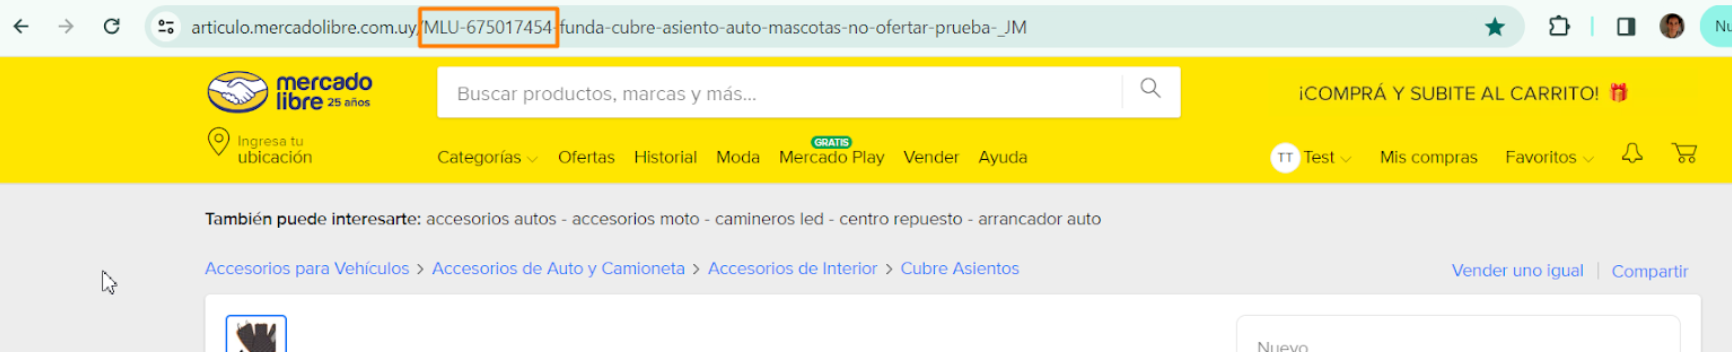 articulo.mercadolibre.com.uy/MLU-675017454-funda-cubre-asiento-auto-mascotas-no-ofertar-prueba-_JM
Nu
mercado
libre 25 años
Buscar productos, marcas y más...
¡COMPRÁ Y SUBITE AL CARRITO!
Ingresa tu
ubicación
Categorías
Ofertas
Historial
Moda
GRATIS
Mercado Play
Vender
Ayuda
TT Test
Mis compras
Favoritos
También puede interesarte: accesorios autos - accesorios moto - camineros led - centro repuesto - arrancador auto
Accesorios para Vehículos > Accesorios de Auto y Camioneta > Accesorios de Interior > Cubre Asientos
Vender uno igual | Compartir
Nuevo